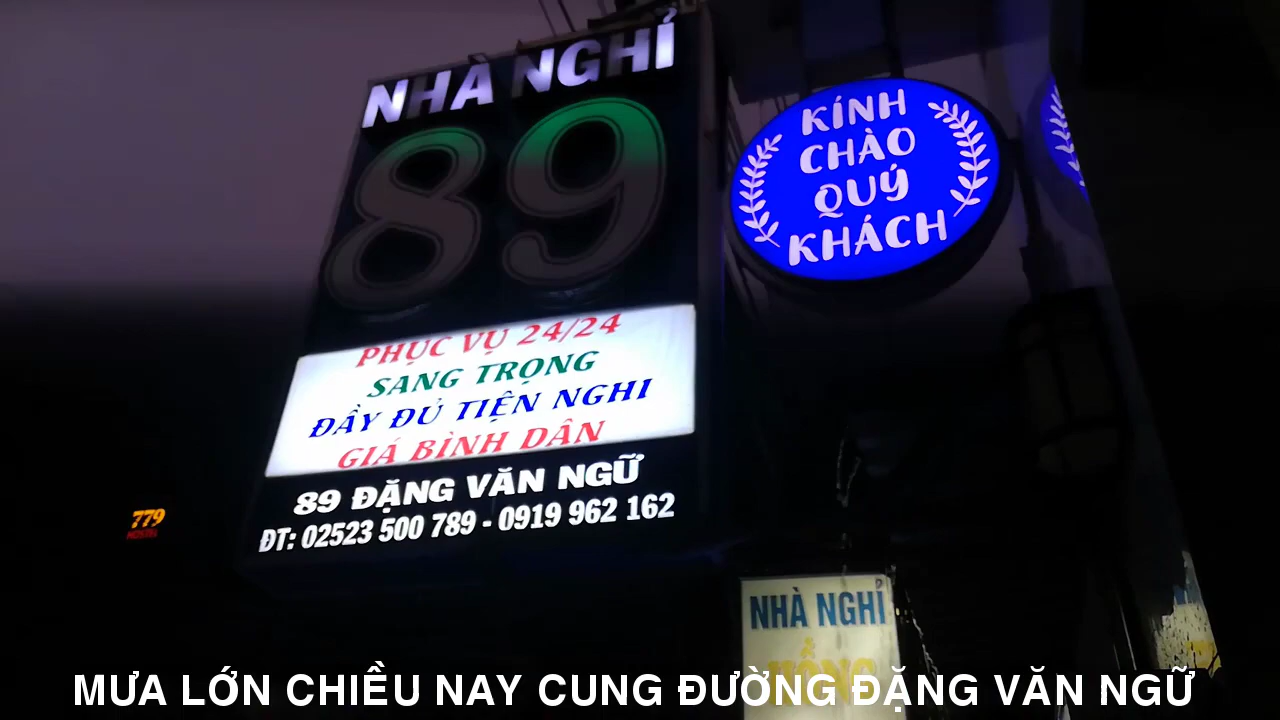 NHÀ NGHỈ
89
PHỤC VỤ 24/24
SANG TRỌNG
ĐẦY ĐỦ TIỆN NGHI
GIÁ BÌNH DÂN
89 ĐẶNG VĂN NGỮ
ĐT: 02523 500 789 - 0919 962 162
KÍNH
CHÀO
QUÝ
KHÁCH
779
HOSTEL
NHÀ NGHỈ
MƯA LỚN CHIỀU NAY CUNG ĐƯỜNG ĐẶNG VĂN NGỮ